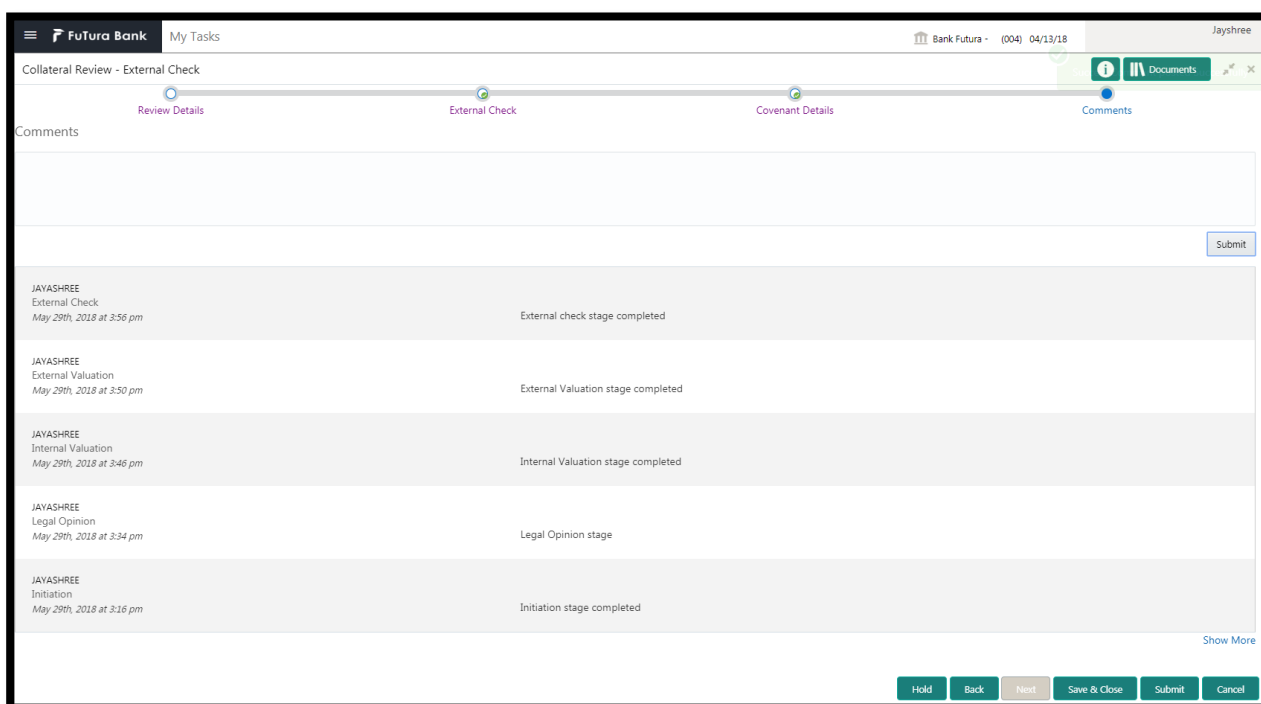 FuTura Bank My Tasks Bank Futura - (004) 04/13/18 Jayshree
Collateral Review - External Check Documents
Review Details External Check Covenant Details Comments
Comments
Submit
JAYASHREE
External Check
May 29th, 2018 at 3:56 pm
External check stage completed
JAYASHREE
External Valuation
May 29th, 2018 at 3:50 pm
External Valuation stage completed
JAYASHREE
Internal Valuation
May 29th, 2018 at 3:46 pm
Internal Valuation stage completed
JAYASHREE
Legal Opinion
May 29th, 2018 at 3:34 pm
Legal Opinion stage
JAYASHREE
Initiation
May 29th, 2018 at 3:16 pm
Initiation stage completed
Show More
Hold Back Next Save & Close Submit Cancel